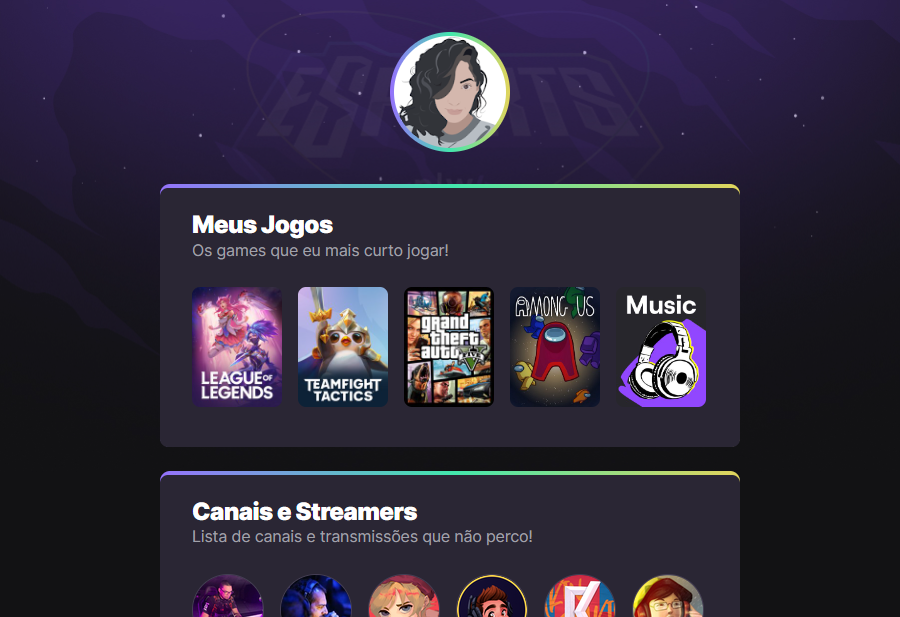 ESPORTS
Meus Jogos
Os games que eu mais curto jogar!
LEAGUE OF
LEGENDS
TEAMFIGHT
TACTICS
grand
theft
auto
V
AMONG US
Music
Canais e Streamers
Lista de canais e transmissões que não perco!